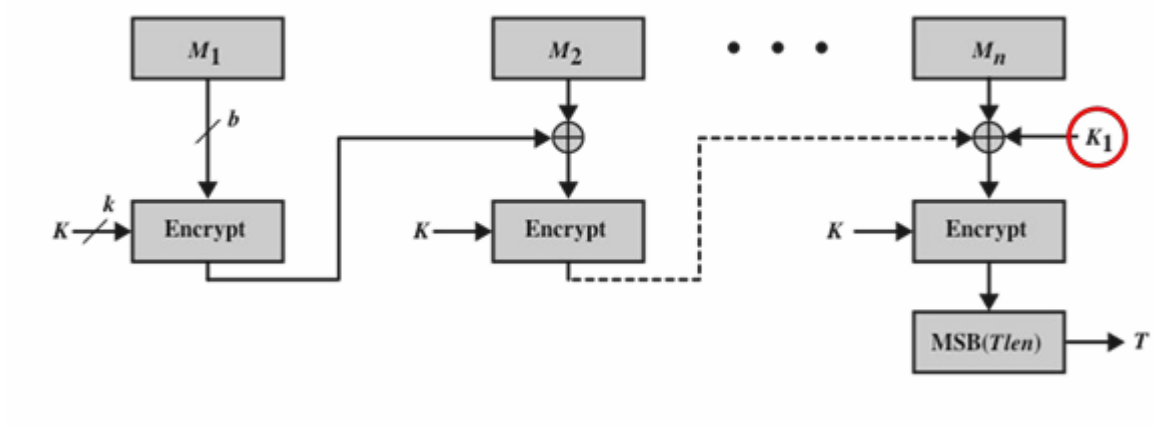 M1 M2 • • • Mn
b
K1
k
K Encrypt K Encrypt K Encrypt
MSB(Tlen) T